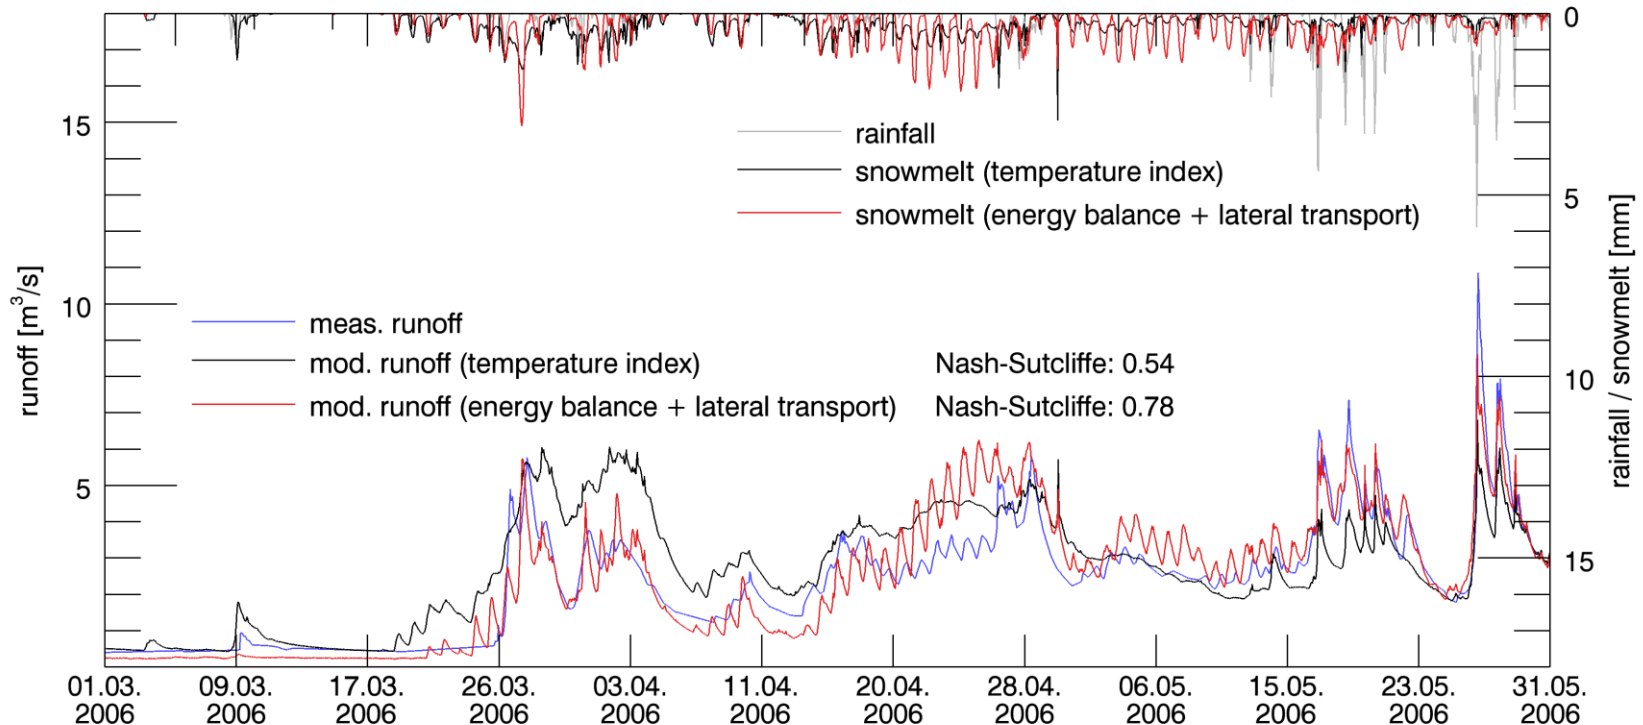 0
15
rainfall
snowmelt (temperature index)
5
snowmelt (energy balance + lateral transport)
runoff [m³/s]
rainfall / snowmelt [mm]
10
meas. runoff
mod. runoff (temperature index) Nash-Sutcliffe: 0.54
10
mod. runoff (energy balance + lateral transport) Nash-Sutcliffe: 0.78
5
15
01.03. 09.03. 17.03. 26.03. 03.04. 11.04. 20.04. 28.04. 06.05. 15.05. 23.05. 31.05.
2006 2006 2006 2006 2006 2006 2006 2006 2006 2006 2006 2006